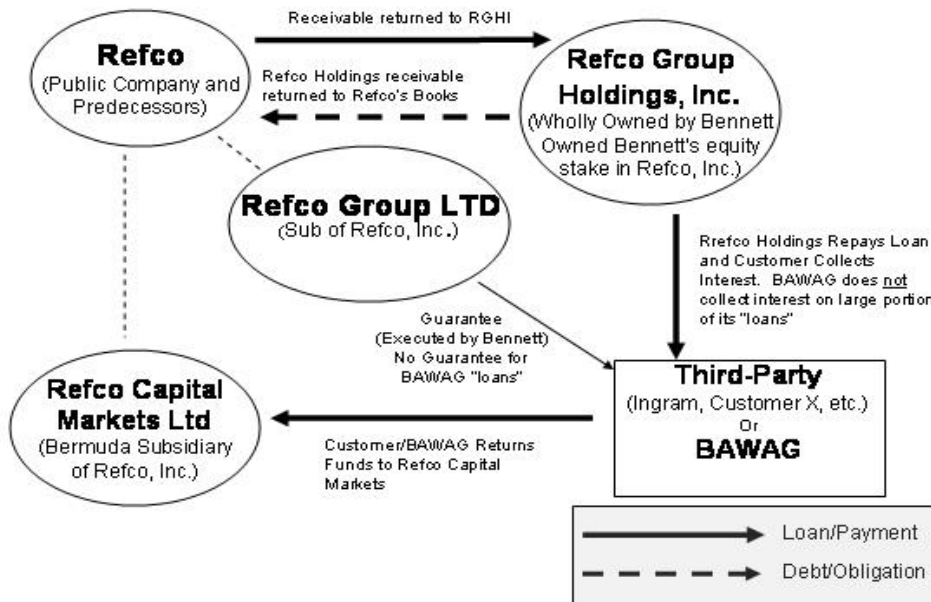 Receivable returned to RGHI
Refco
(Public Company and
Predecessors)
Refco Holdings receivable
returned to Refco's Books
Refco Group
Holdings, Inc.
(Wholly Owned by Bennett
Owned Bennett's equity
stake in Refco, Inc.)
Refco Group LTD
(Sub of Refco, Inc.)
Rrefco Holdings Repays Loan
and Customer Collects
Interest. BAWAG does not
collect interest on large portion
of its "loans"
Guarantee
(Executed by Bennett)
No Guarantee for
BAWAG "loans"
Refco Capital
Markets Ltd
(Bermuda Subsidiary
of Refco, Inc.)
Third-Party
(Ingram, Customer X, etc.)
Or
BAWAG
Customer/BAWAG Returns
Funds to Refco Capital
Markets
Loan/Payment
Debt/Obligation